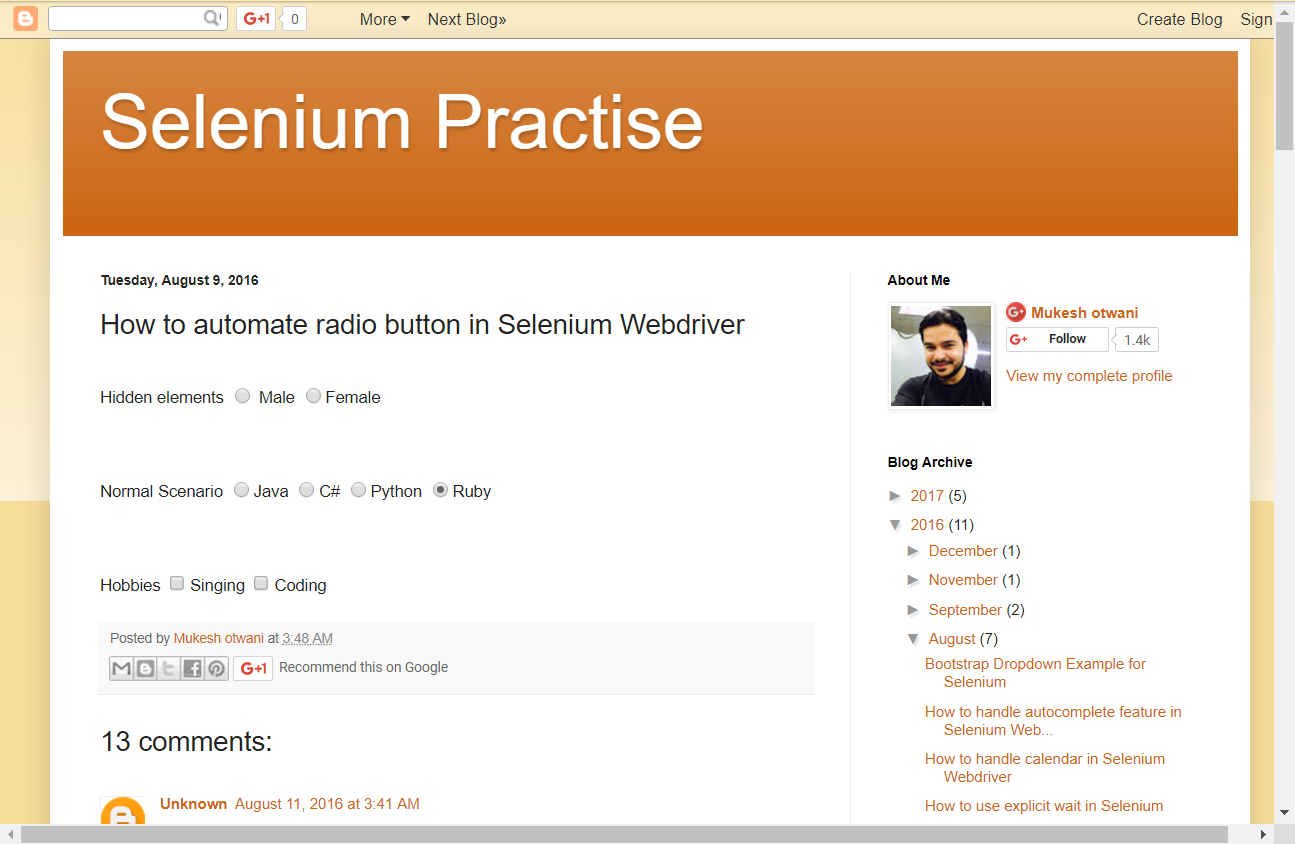 G+1 0 More Next Blog» Create Blog Sign
Selenium Practise
Tuesday, August 9, 2016
How to automate radio button in Selenium Webdriver
Hidden elements Male Female
Normal Scenario Java C# Python Ruby
Hobbies Singing Coding
Posted by Mukesh otwani at 3:48 AM
G+1 Recommend this on Google
13 comments:
Unknown August 11, 2016 at 3:41 AM
About Me
G+ Mukesh otwani
G+ Follow 1.4k
View my complete profile
Blog Archive
► 2017 (5)
▼ 2016 (11)
► December (1)
► November (1)
► September (2)
▼ August (7)
Bootstrap Dropdown Example for
Selenium
How to handle autocomplete feature in
Selenium Web...
How to handle calendar in Selenium
Webdriver
How to use explicit wait in Selenium